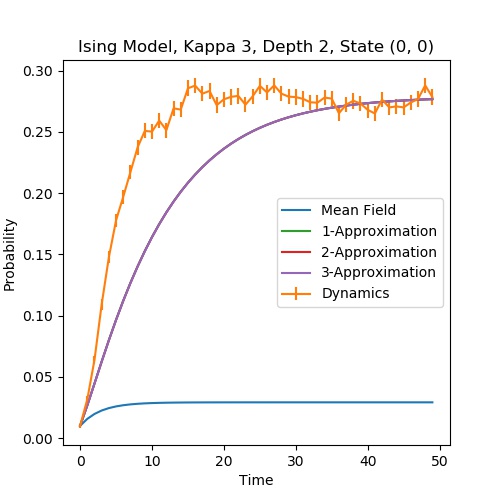 Ising Model, Kappa 3, Depth 2, State (0, 0)
0.30
0.25
0.20
0.15
0.10
0.05
0.00
Probability
Mean Field
1-Approximation
2-Approximation
3-Approximation
Dynamics
0 10 20 30 40 50
Time